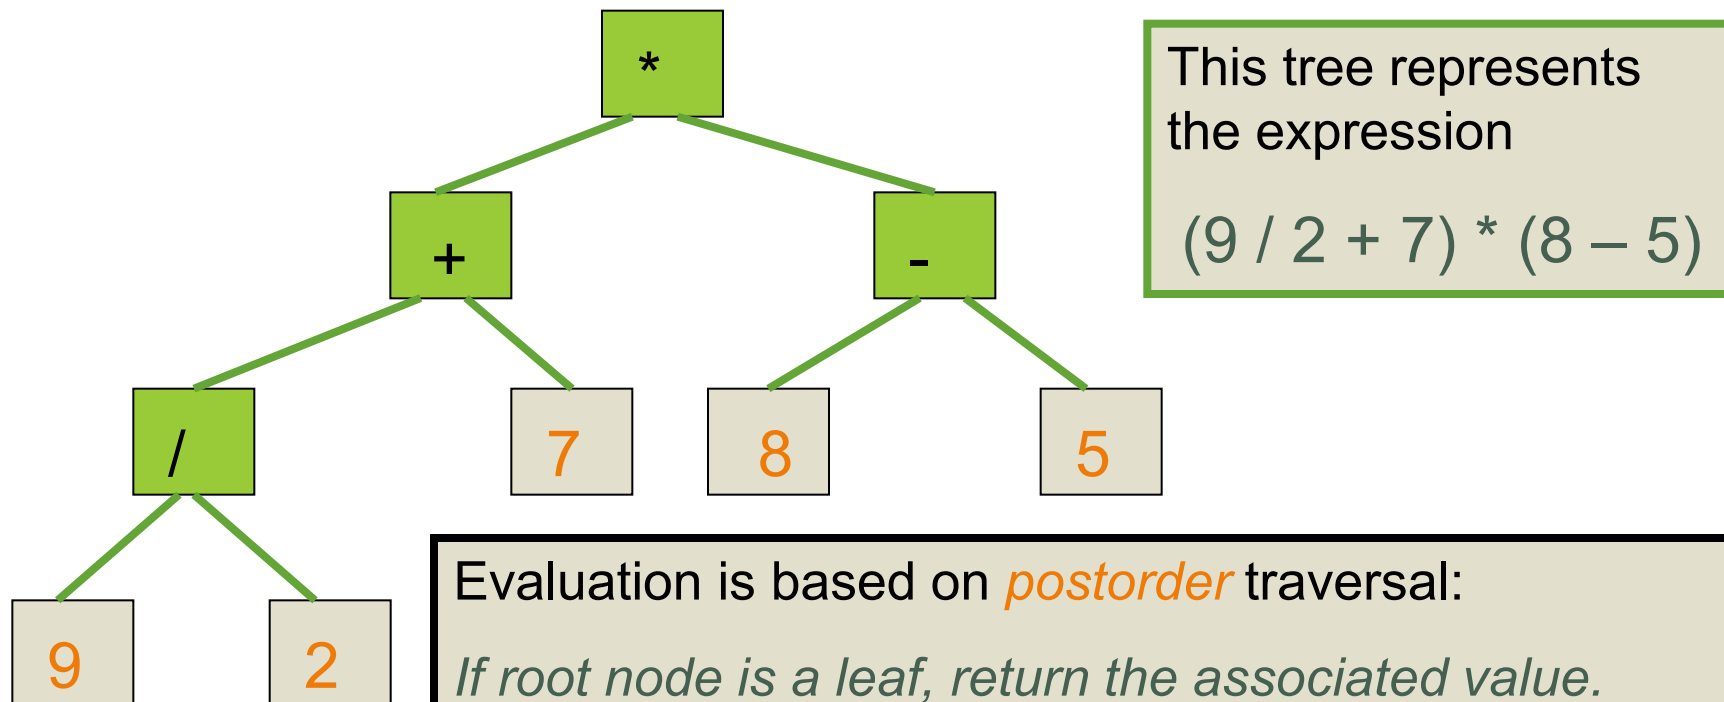 *
This tree represents
the expression
(9 / 2 + 7) * (8 – 5)
+
-
/
7
8
5
9
2
Evaluation is based on postorder traversal:
If root node is a leaf, return the associated value.